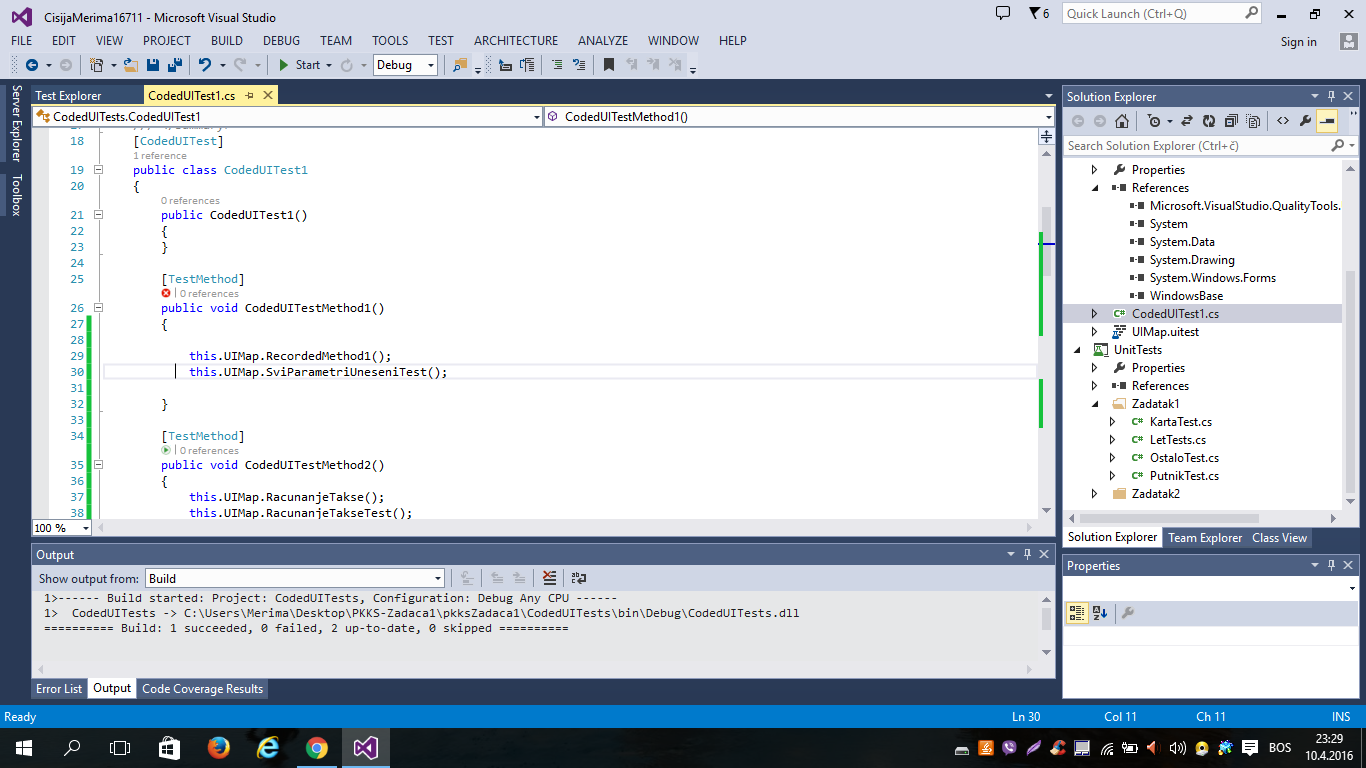 CisijaMerima16711 - Microsoft Visual Studio
6
Quick Launch (Ctrl+Q)
FILE EDIT VIEW PROJECT BUILD DEBUG TEAM TOOLS TEST ARCHITECTURE ANALYZE WINDOW HELP
Sign in
Start
Debug
Server Explorer
Toolbox
Test Explorer
CodedUITest1.cs
CodedUITests.CodedUITest1
CodedUITestMethod1()
18 [CodedUITest]
1 reference
19 public class CodedUITest1
20 {
0 references
21 public CodedUITest1()
22 {
23 }
24
25 [TestMethod]
0 references
26 public void CodedUITestMethod1()
27 {
28
29 this.UIMap.RecordedMethod1();
30 this.UIMap.SviParametriUneseniTest();
31
32 }
33
34 [TestMethod]
0 references
35 public void CodedUITestMethod2()
36 {
37 this.UIMap.RacunanjeTakse();
38 this.UIMap.RacunanjeTakseTest();
100 %
Output
Show output from: Build
1>------ Build started: Project: CodedUITests, Configuration: Debug Any CPU ------
1> CodedUITests -> C:\Users\Merima\Desktop\PKKS-Zadaca1\pkksZadaca1\CodedUITests\bin\Debug\CodedUITests.dll
========== Build: 1 succeeded, 0 failed, 2 up-to-date, 0 skipped ==========
Error List
Output
Code Coverage Results
Solution Explorer
Search Solution Explorer (Ctrl+č)
Properties
References
Microsoft.VisualStudio.QualityTools.
System
System.Data
System.Drawing
System.Windows.Forms
WindowsBase
CodedUITest1.cs
UIMap.uitest
UnitTests
Properties
References
Zadatak1
KartaTest.cs
LetTests.cs
OstaloTest.cs
PutnikTest.cs
Zadatak2
Solution Explorer
Team Explorer
Class View
Properties
Ready
Ln 30
Col 11
Ch 11
INS
BOS
23:29
10.4.2016